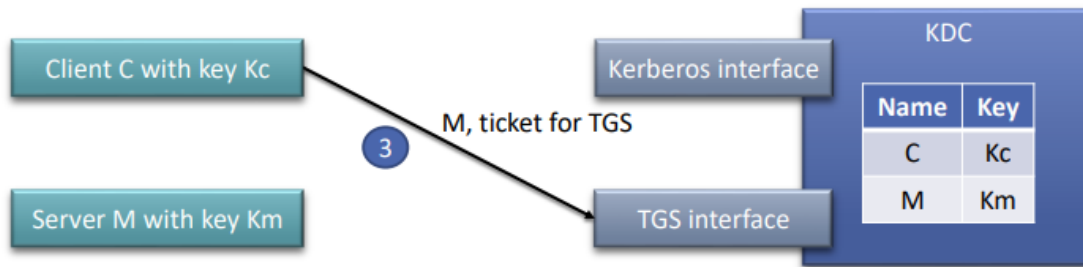 KDC
Client C with key Kc
Kerberos interface
Name Key
M, ticket for TGS
3
C Kc
M Km
Server M with key Km
TGS interface